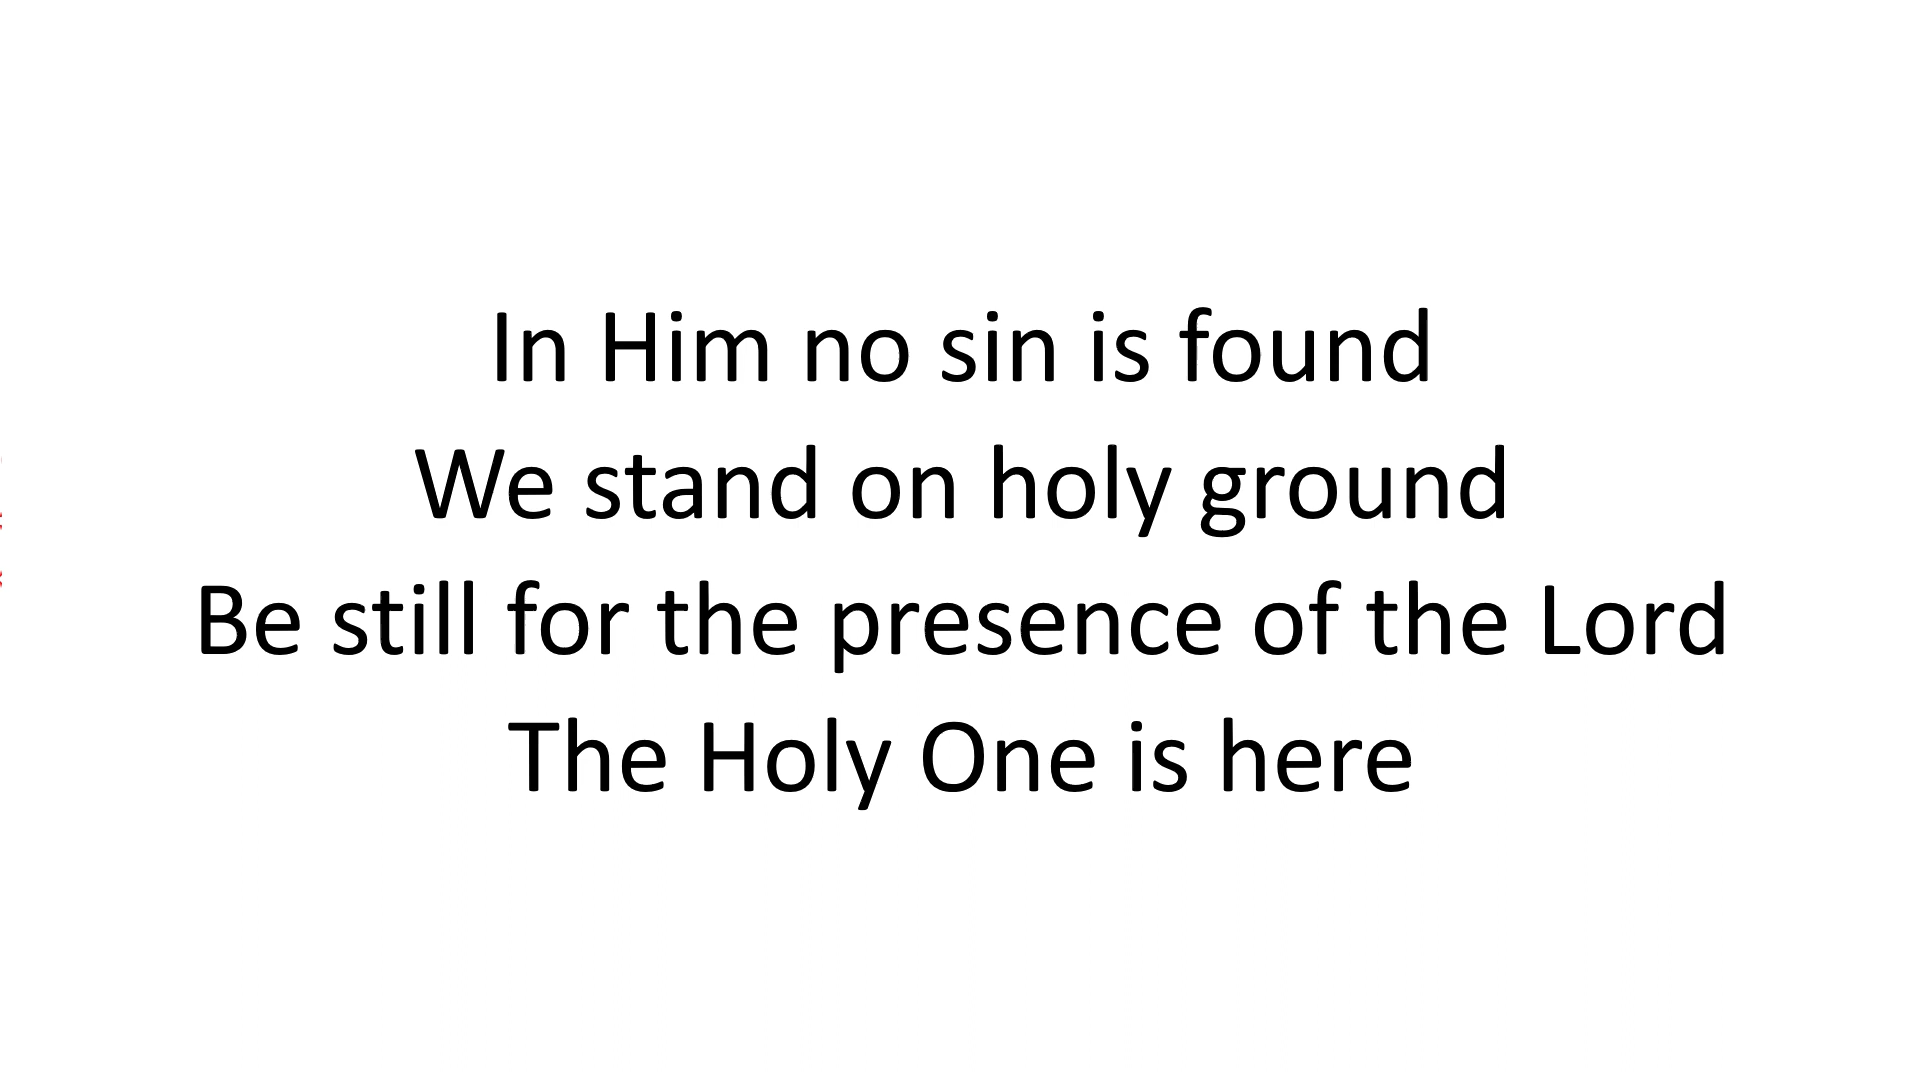 In Him no sin is found
We stand on holy ground
Be still for the presence of the Lord
The Holy One is here